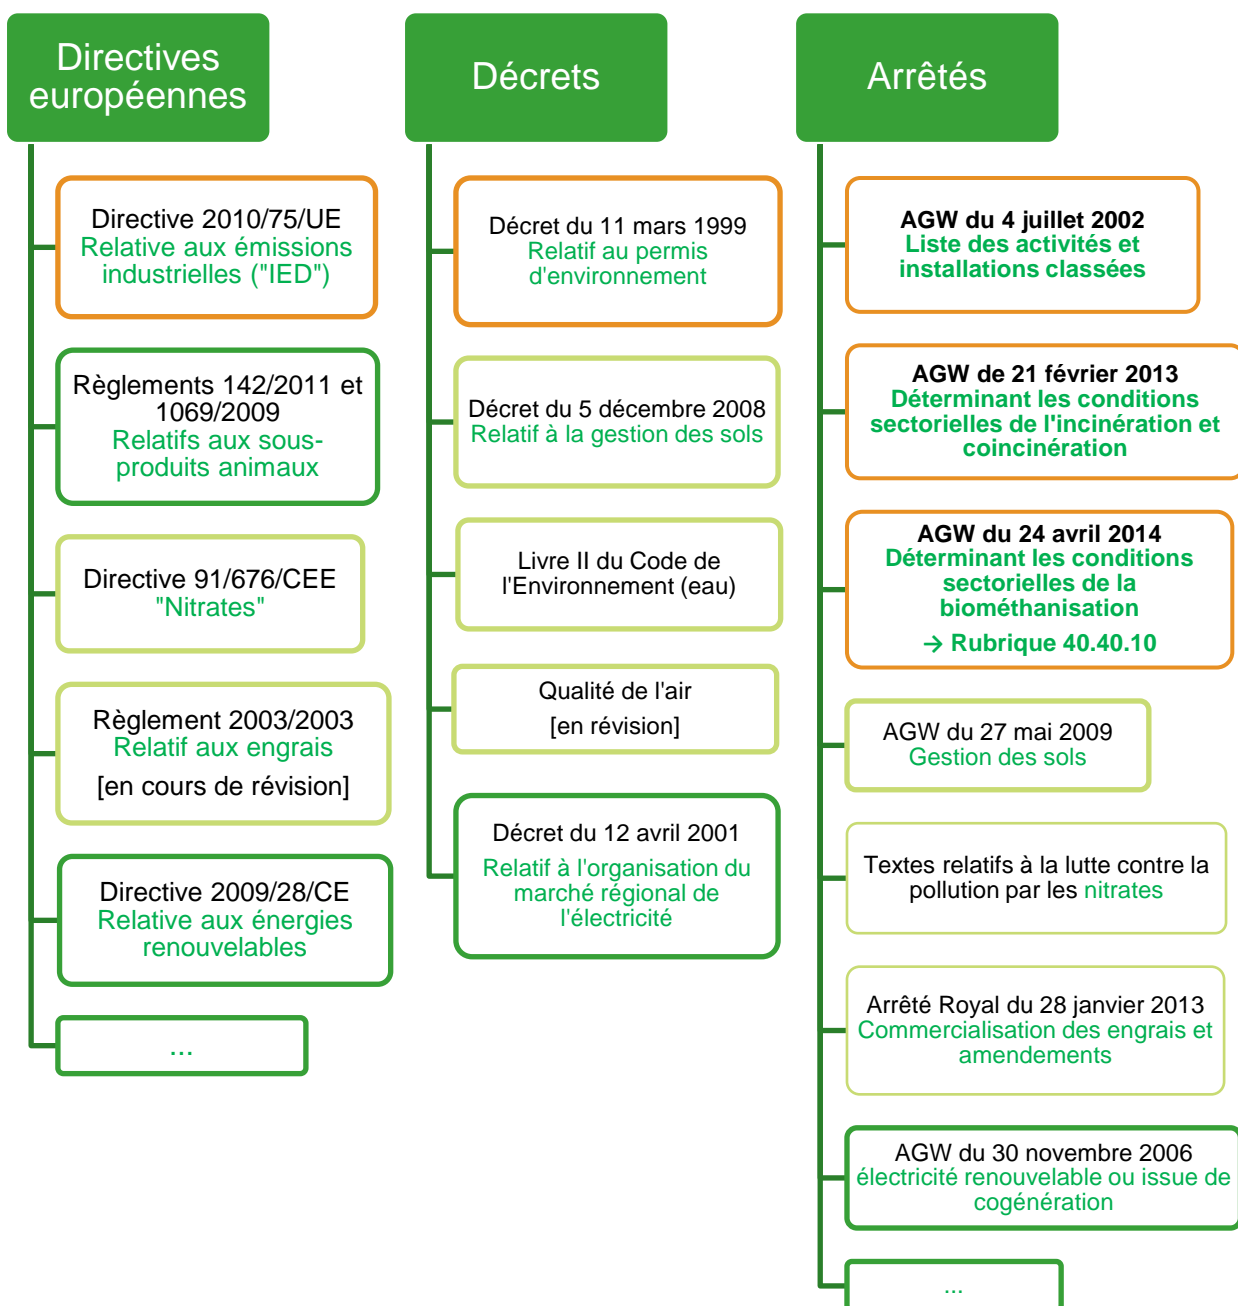 Directives
européennes
Directive 2010/75/UE
Relative aux émissions
industrielles ("IED")
Règlements 142/2011 et
1069/2009
Relatifs aux sous-
produits animaux
Directive 91/676/CEE
"Nitrates"
Règlement 2003/2003
Relatif aux engrais
[en cours de révision]
Directive 2009/28/CE
Relative aux énergies
renouvelables
...
Décrets
Décret du 11 mars 1999
Relatif au permis
d'environnement
Décret du 5 décembre 2008
Relatif à la gestion des sols
Livre II du Code de
l'Environnement (eau)
Qualité de l'air
[en révision]
Décret du 12 avril 2001
Relatif à l'organisation du
marché régional de
l'électricité
Arrêtés
AGW du 4 juillet 2002
Liste des activités et
installations classées
AGW de 21 février 2013
Déterminant les conditions
sectorielles de l'incinération et
coincinération
AGW du 24 avril 2014
Déterminant les conditions
sectorielles de la
biométhanisation
→ Rubrique 40.40.10
AGW du 27 mai 2009
Gestion des sols
Textes relatifs à la lutte contre la
pollution par les nitrates
Arrêté Royal du 28 janvier 2013
Commercialisation des engrais et
amendements
AGW du 30 novembre 2006
électricité renouvelable ou issue de
cogénération
...